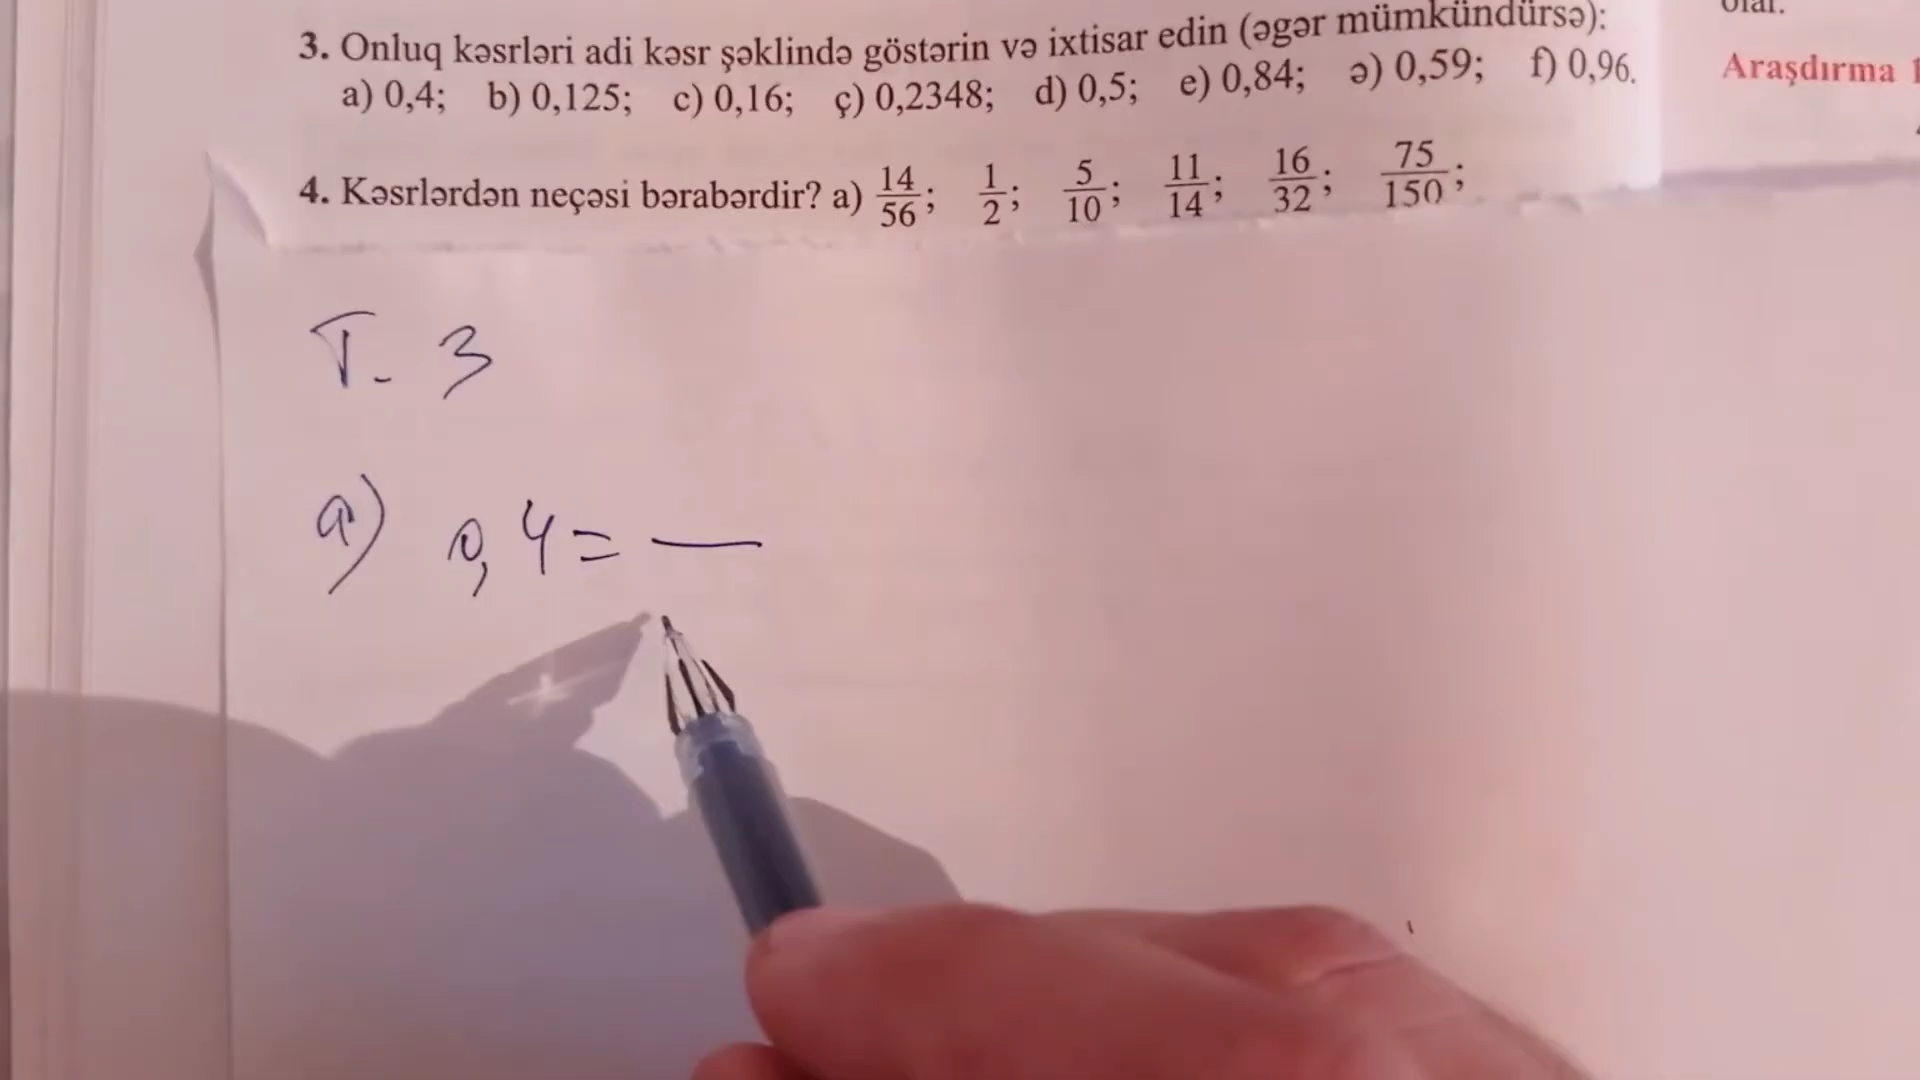 3. Onluq kəsrləri adi kəsr şəklində göstərin və ixtisar edin (əgər mümkündürsə):
a) 0,4; b) 0,125; c) 0,16; ç) 0,2348; d) 0,5; e) 0,84; ə) 0,59; f) 0,96.
Araşdırma 1
4. Kəsrlərdən neçəsi bərabərdir? a) 14/56; 1/2; 5/10; 11/14; 16/32; 75/150;
T. 3
a) 0,4 =